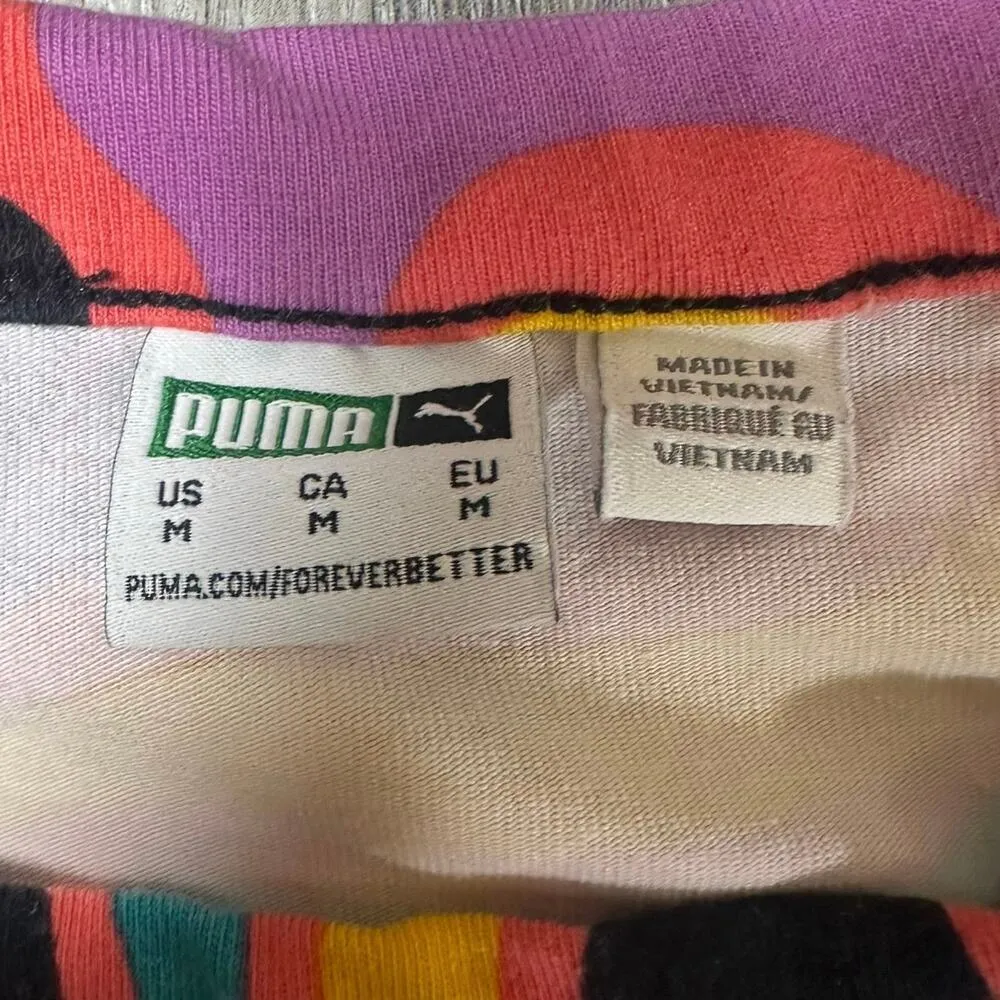 PUMA
US CA EU
M M M
PUMA.COM/FOREVERBETTER
MADE IN
VIETNAM/
FABRIQUÉ AU
VIETNAM